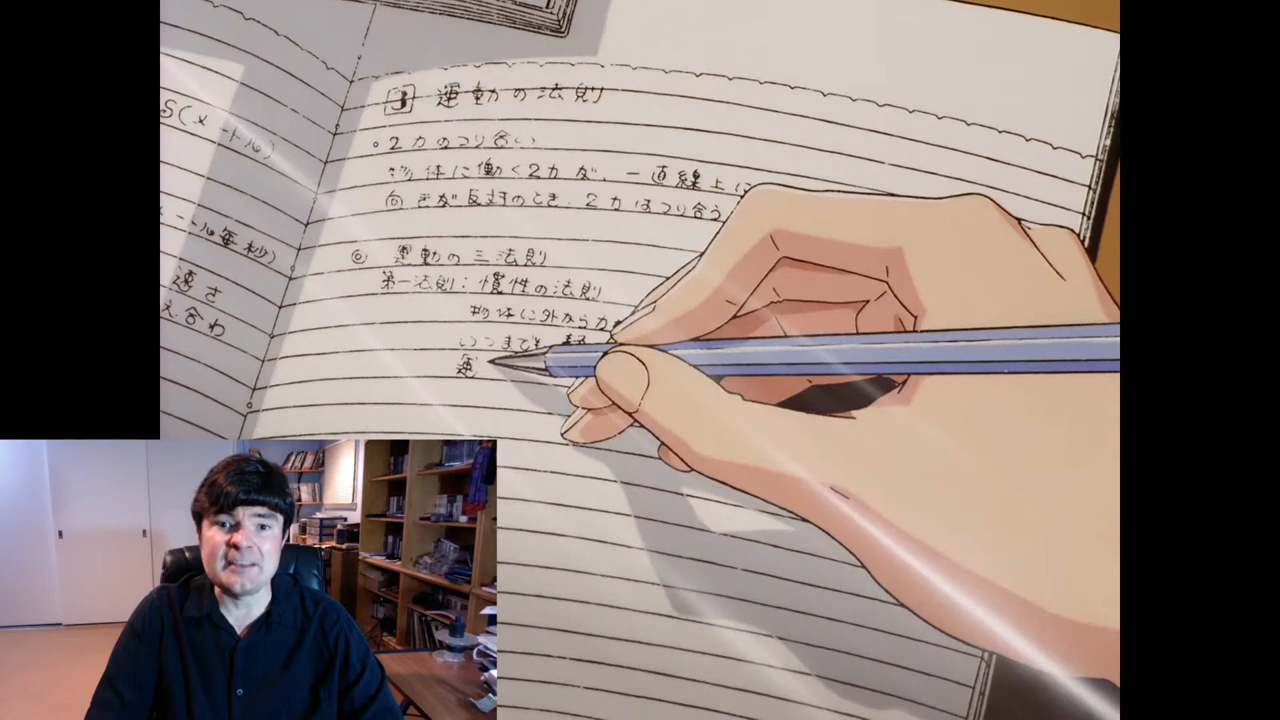 S(メートル)
ートル毎秒)
速さ
え合わ
3 運動の法則
。2力のつり合い
物体に働く2力が、一直線上に
向きが反対のとき、2力はつり合う
◎ 運動の三法則
第一法則：慣性の法則
物体に外から力
いつまでも
運